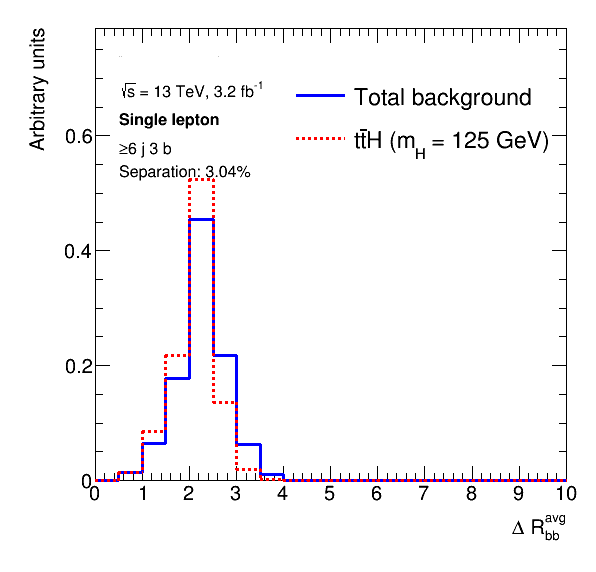 Arbitrary units
√s = 13 TeV, 3.2 fb⁻¹
Single lepton
≥6 j 3 b
Separation: 3.04%
Total background
tt̄H (m_H = 125 GeV)
0.6
0.4
0.2
0
0 1 2 3 4 5 6 7 8 9 10
Δ R_bb^avg